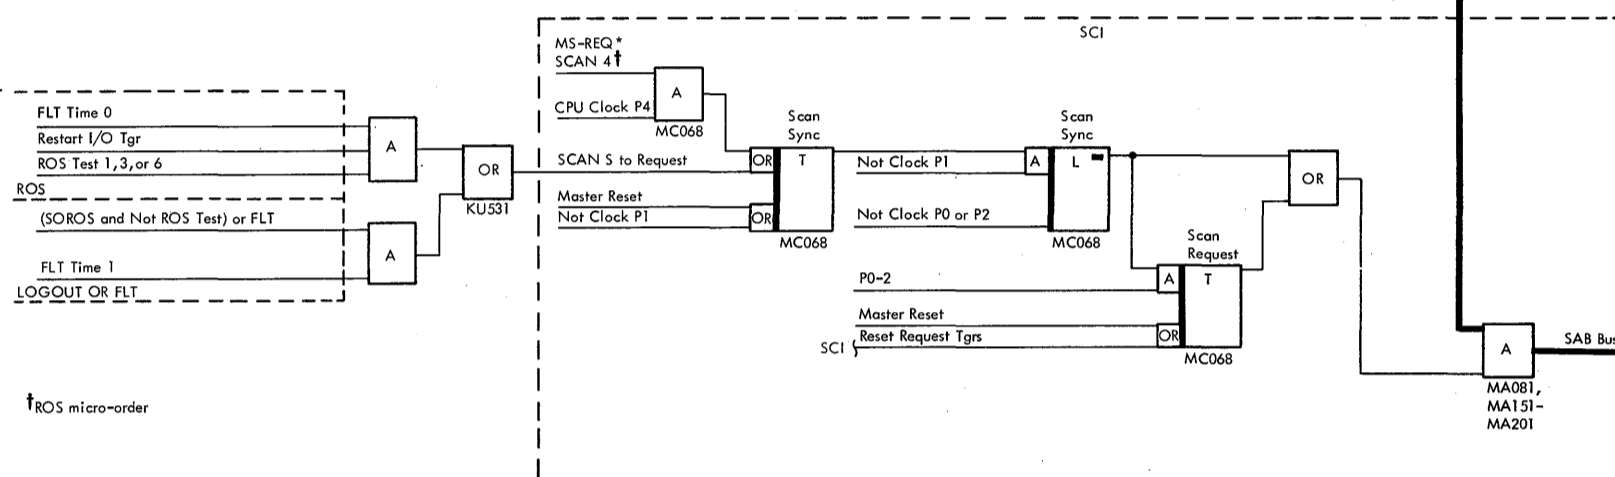 SCI
MS-REQ*
SCAN 4†
A
CPU Clock P4
MC068
FLT Time 0
Restart I/O Tgr
ROS Test 1,3,or 6
ROS
A
(SOROS and Not ROS Test) or FLT
FLT Time 1
LOGOUT OR FLT
A
OR
KU531
SCAN S to Request
Master Reset
Not Clock P1
OR
OR
Scan
Sync
T
MC068
Not Clock P1
Not Clock P0 or P2
A
Scan
Sync
L
MC068
P0-2
Master Reset
Reset Request Tgrs
SCI
A
OR
Scan
Request
T
MC068
OR
A
MA081,
MA151-
MA201
SAB Bus
†ROS micro-order